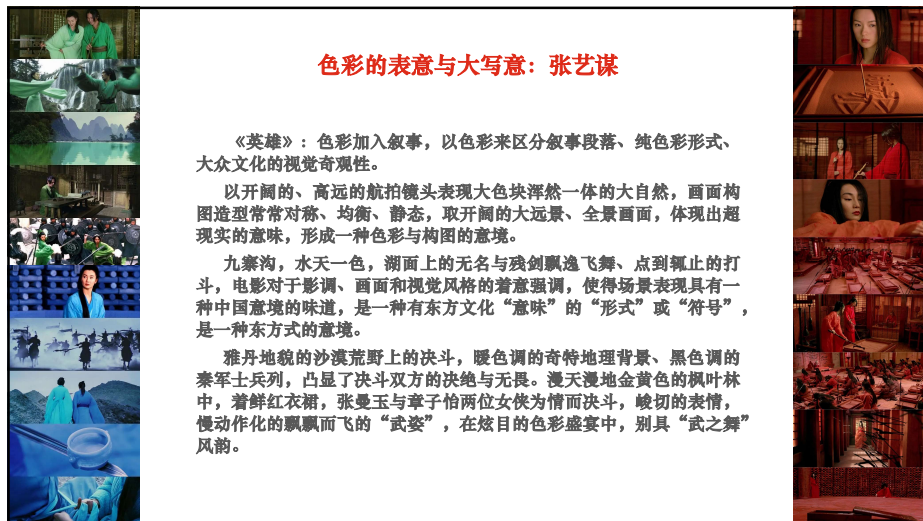 色彩的表意与大写意：张艺谋
《英雄》：色彩加入叙事，以色彩来区分叙事段落、纯色彩形式、
大众文化的视觉奇观性。
以开阔的、高远的航拍镜头表现大色块浑然一体的大自然，画面构
图造型常常对称、均衡、静态，取开阔的大远景、全景画面，体现出超
现实的意味，形成一种色彩与构图的意境。
九寨沟，水天一色，湖面上的无名与残剑飘逸飞舞、点到辄止的打
斗，电影对于影调、画面和视觉风格的着意强调，使得场景表现具有一
种中国意境的味道，是一种有东方文化“意味”的“形式”或“符号”，
是一种东方式的意境。
雅丹地貌的沙漠荒野上的决斗，暖色调的奇特地理背景、黑色调的
秦军士兵列，凸显了决斗双方的决绝与无畏。漫天漫地金黄色的枫叶林
中，着鲜红衣裙，张曼玉与章子怡两位女侠为情而决斗，峻切的表情，
慢动作化的飘飘而飞的“武姿”，在炫目的色彩盛宴中，别具“武之舞”
风韵。